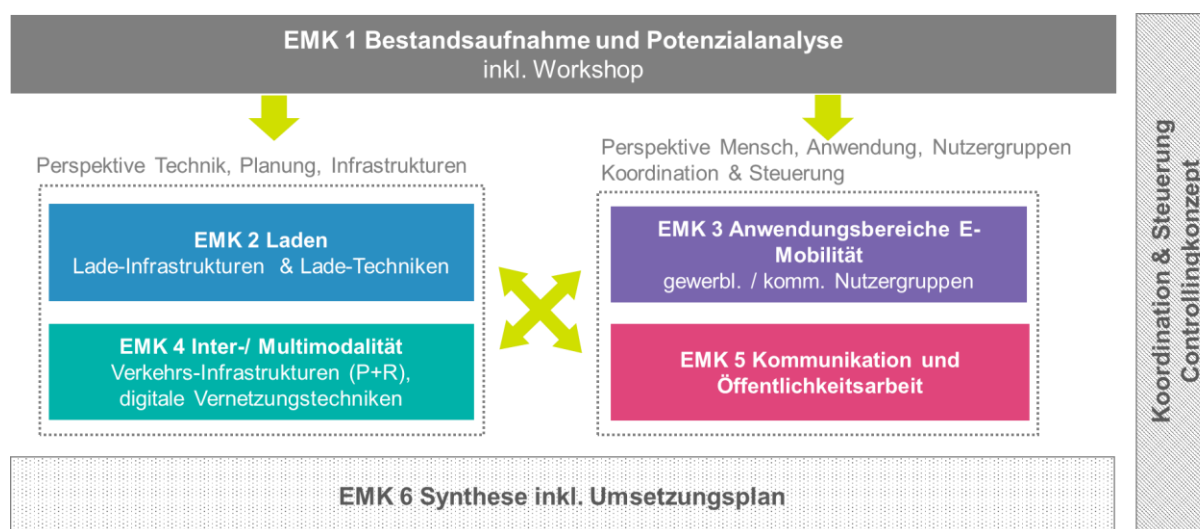 EMK 1 Bestandsaufnahme und Potenzialanalyse
inkl. Workshop
Perspektive Technik, Planung, Infrastrukturen
EMK 2 Laden
Lade-Infrastrukturen & Lade-Techniken
EMK 4 Inter-/ Multimodalität
Verkehrs-Infrastrukturen (P+R),
digitale Vernetzungstechniken
Perspektive Mensch, Anwendung, Nutzergruppen
Koordination & Steuerung
EMK 3 Anwendungsbereiche E-
Mobilität
gewerbl. / komm. Nutzergruppen
EMK 5 Kommunikation und
Öffentlichkeitsarbeit
EMK 6 Synthese inkl. Umsetzungsplan
Koordination & Steuerung
Controllingkonzept